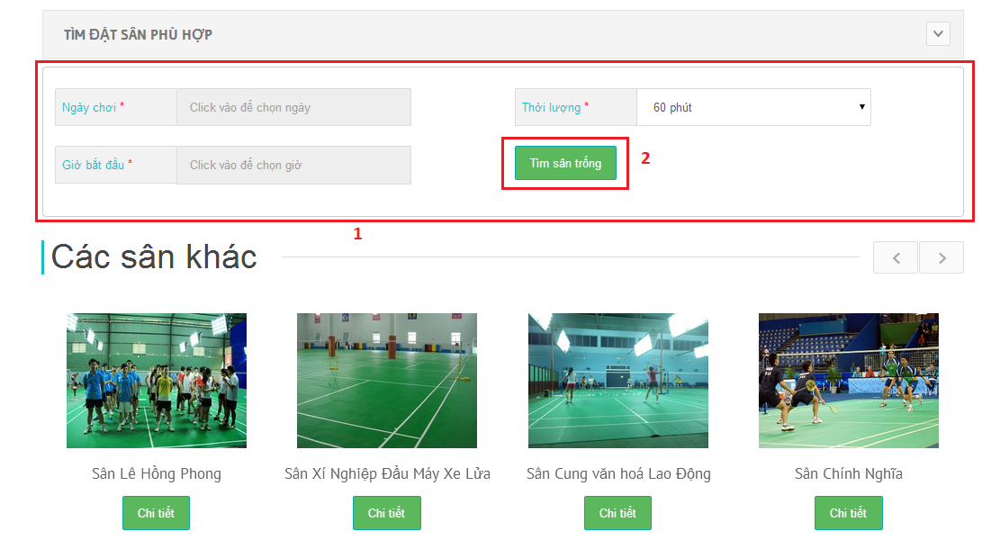 TÌM ĐẶT SÂN PHÙ HỢP
Ngày chơi * Click vào để chọn ngày
Thời lượng * 60 phút
Giờ bắt đầu * Click vào để chọn giờ
Tìm sân trống
2
1
Các sân khác
Sân Lê Hồng Phong
Sân Xí Nghiệp Đầu Máy Xe Lửa
Sân Cung văn hoá Lao Động
Sân Chính Nghĩa
Chi tiết
Chi tiết
Chi tiết
Chi tiết